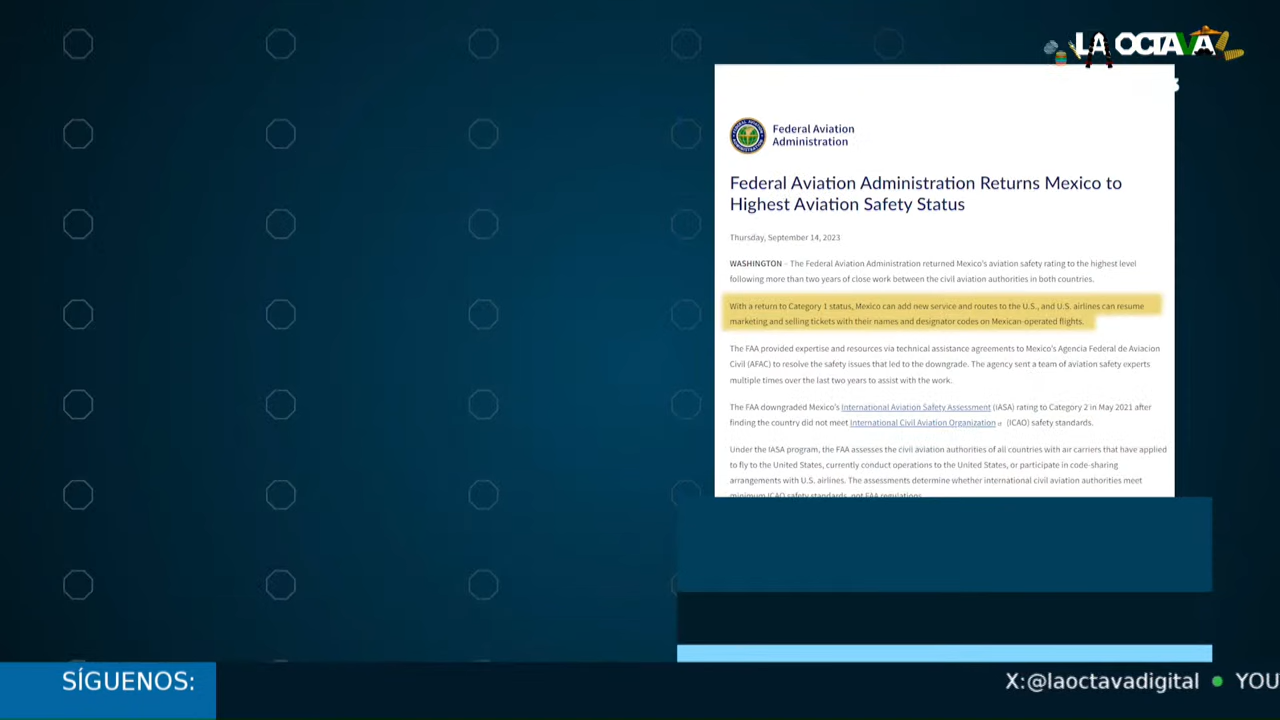 LA OCTAVA
Federal Aviation
Administration
Federal Aviation Administration Returns Mexico to
Highest Aviation Safety Status
Thursday, September 14, 2023
WASHINGTON – The Federal Aviation Administration returned Mexico's aviation safety rating to the highest level
following more than two years of close work between the civil aviation authorities in both countries.
With a return to Category 1 status, Mexico can add new service and routes to the U.S., and U.S. airlines can resume
marketing and selling tickets with their names and designator codes on Mexican-operated flights.
The FAA provided expertise and resources via technical assistance agreements to Mexico's Agencia Federal de Aviacion
Civil (AFAC) to resolve the safety issues that led to the downgrade. The agency sent a team of aviation safety experts
multiple times over the last two years to assist with the work.
The FAA downgraded Mexico's International Aviation Safety Assessment (iASA) rating to Category 2 in May 2021 after
finding the country did not meet International Civil Aviation Organization (ICAO) safety standards.
Under the IASA program, the FAA assesses the civil aviation authorities of all countries with air carriers that have applied
to fly to the United States, currently conduct operations to the United States, or participate in code-sharing
arrangements with U.S. airlines. The assessments determine whether international civil aviation authorities meet
minimum ICAO safety standards, not FAA regulations.
SÍGUENOS:
X:@laoctavadigital • YOU